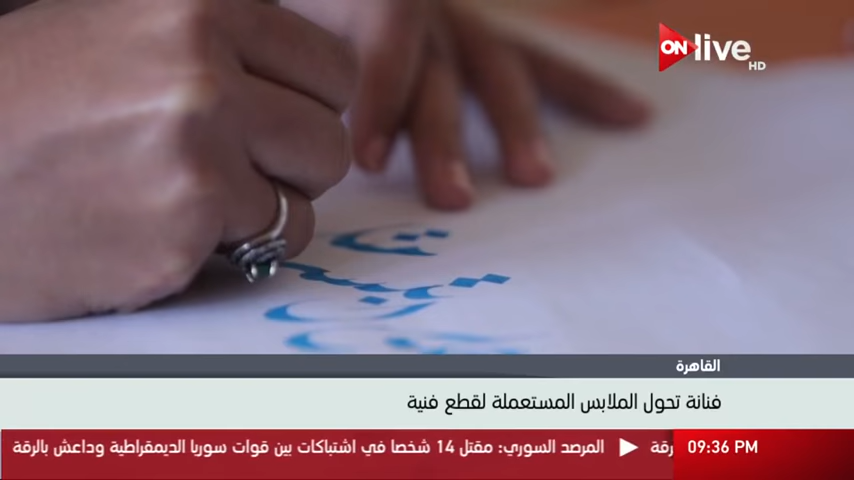 ON live
HD
القاهرة
فنانة تحول الملابس المستعملة لقطع فنية
09:36 PM
رقة ◀ المرصد السوري: مقتل 14 شخصا في اشتباكات بين قوات سوريا الديمقراطية وداعش بالرقة